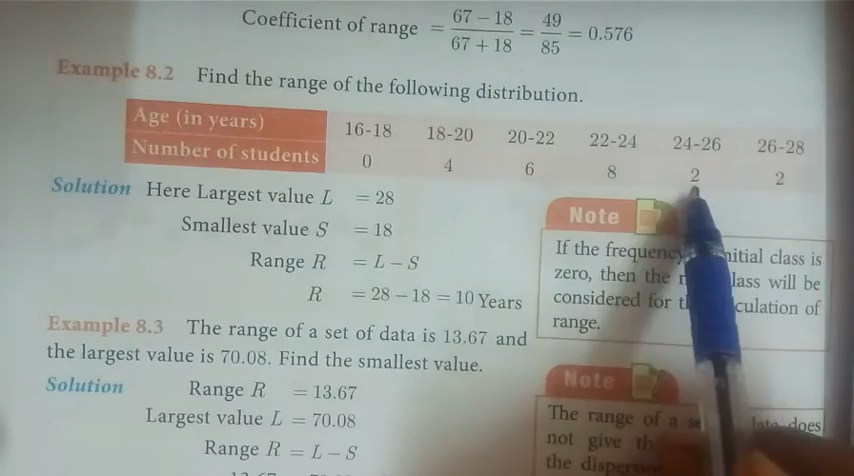 Coefficient of range = 67 – 18 / 67 + 18 = 49 / 85 = 0.576
Example 8.2 Find the range of the following distribution.
Age (in years) 16-18 18-20 20-22 22-24 24-26 26-28
Number of students 0 4 6 8 2 2
Solution Here Largest value L = 28
Smallest value S = 18
Range R = L – S
R = 28 – 18 = 10 Years
Note
If the frequency nitial class is
zero, then the lass will be
considered for culation of
range.
Example 8.3 The range of a set of data is 13.67 and
the largest value is 70.08. Find the smallest value.
Solution Range R = 13.67
Largest value L = 70.08
Range R = L – S
Note
The range of a does
not give
the